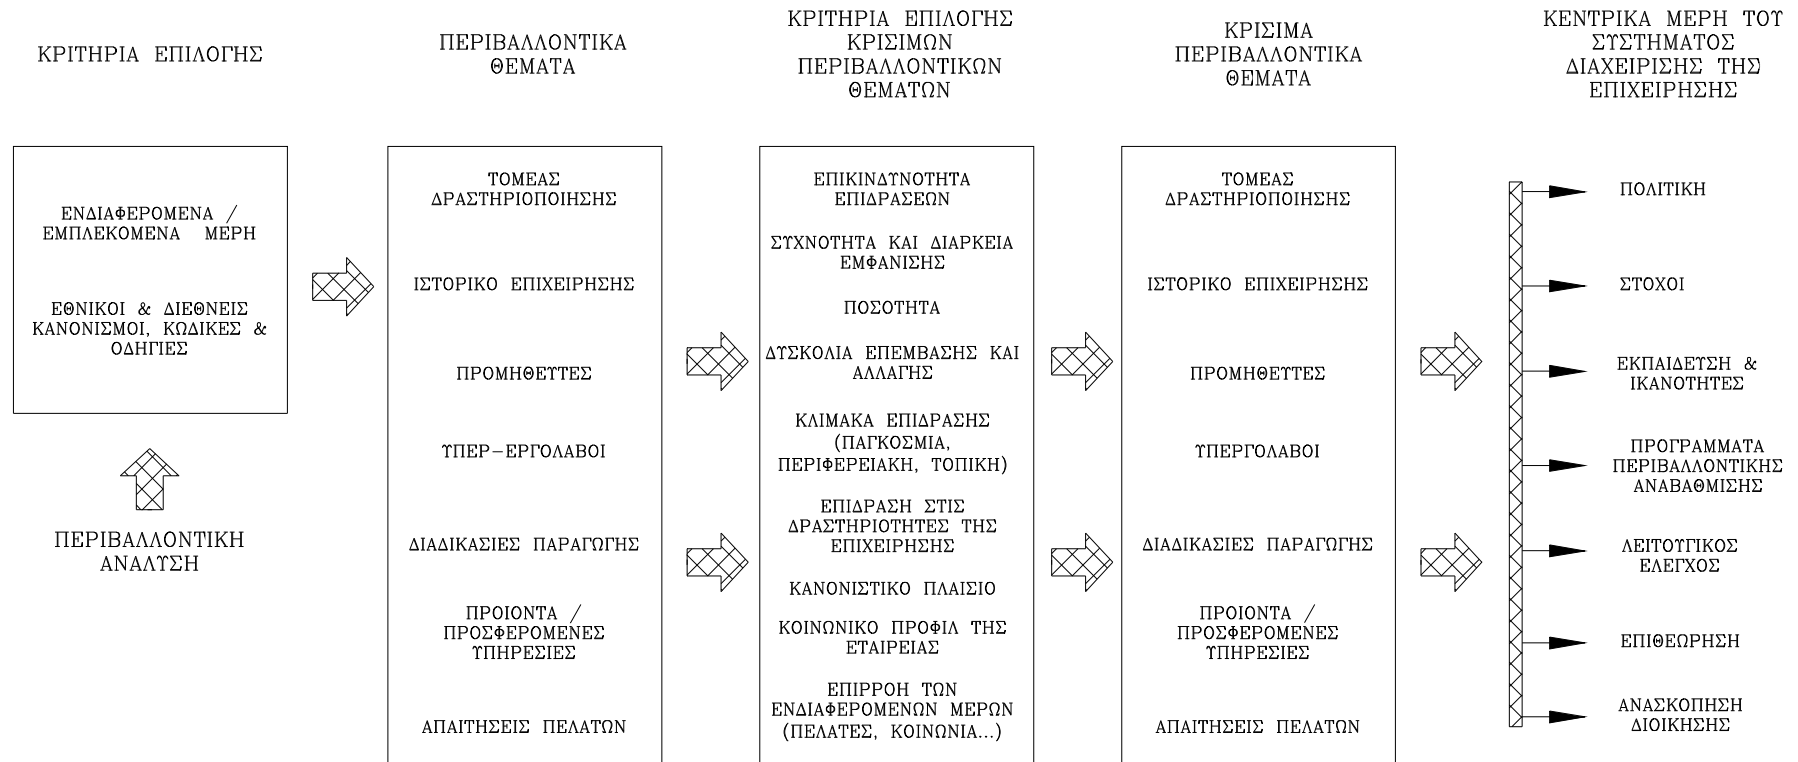 ΚΡΙΤΗΡΙΑ ΕΠΙΛΟΓΗΣ
ΕΝΔΙΑΦΕΡΟΜΕΝΑ /
ΕΜΠΛΕΚΟΜΕΝΑ ΜΕΡΗ
ΕΘΝΙΚΟΙ & ΔΙΕΘΝΕΙΣ
ΚΑΝΟΝΙΣΜΟΙ, ΚΩΔΙΚΕΣ &
ΟΔΗΓΙΕΣ
ΠΕΡΙΒΑΛΛΟΝΤΙΚΗ
ΑΝΑΛΥΣΗ
ΠΕΡΙΒΑΛΛΟΝΤΙΚΑ
ΘΕΜΑΤΑ
ΤΟΜΕΑΣ
ΔΡΑΣΤΗΡΙΟΠΟΙΗΣΗΣ
ΙΣΤΟΡΙΚΟ ΕΠΙΧΕΙΡΗΣΗΣ
ΠΡΟΜΗΘΕΥΤΕΣ
ΥΠΕΡ-ΕΡΓΟΛΑΒΟΙ
ΔΙΑΔΙΚΑΣΙΕΣ ΠΑΡΑΓΩΓΗΣ
ΠΡΟΙΟΝΤΑ /
ΠΡΟΣΦΕΡΟΜΕΝΕΣ
ΥΠΗΡΕΣΙΕΣ
ΑΠΑΙΤΗΣΕΙΣ ΠΕΛΑΤΩΝ
ΚΡΙΤΗΡΙΑ ΕΠΙΛΟΓΗΣ
ΚΡΙΣΙΜΩΝ
ΠΕΡΙΒΑΛΛΟΝΤΙΚΩΝ
ΘΕΜΑΤΩΝ
ΕΠΙΚΙΝΔΥΝΟΤΗΤΑ
ΕΠΙΔΡΑΣΕΩΝ
ΣΥΧΝΟΤΗΤΑ ΚΑΙ ΔΙΑΡΚΕΙΑ
ΕΜΦΑΝΙΣΗΣ
ΠΟΣΟΤΗΤΑ
ΔΥΣΚΟΛΙΑ ΕΠΕΜΒΑΣΗΣ ΚΑΙ
ΑΛΛΑΓΗΣ
ΚΛΙΜΑΚΑ ΕΠΙΔΡΑΣΗΣ
(ΠΑΓΚΟΣΜΙΑ,
ΠΕΡΙΦΕΡΕΙΑΚΗ, ΤΟΠΙΚΗ)
ΕΠΙΔΡΑΣΗ ΣΤΙΣ
ΔΡΑΣΤΗΡΙΟΤΗΤΕΣ ΤΗΣ
ΕΠΙΧΕΙΡΗΣΗΣ
ΚΑΝΟΝΙΣΤΙΚΟ ΠΛΑΙΣΙΟ
ΚΟΙΝΩΝΙΚΟ ΠΡΟΦΙΛ ΤΗΣ
ΕΤΑΙΡΕΙΑΣ
ΕΠΙΡΡΟΗ ΤΩΝ
ΕΝΔΙΑΦΕΡΟΜΕΝΩΝ ΜΕΡΩΝ
(ΠΕΛΑΤΕΣ, ΚΟΙΝΩΝΙΑ...)
ΚΡΙΣΙΜΑ
ΠΕΡΙΒΑΛΛΟΝΤΙΚΑ
ΘΕΜΑΤΑ
ΤΟΜΕΑΣ
ΔΡΑΣΤΗΡΙΟΠΟΙΗΣΗΣ
ΙΣΤΟΡΙΚΟ ΕΠΙΧΕΙΡΗΣΗΣ
ΠΡΟΜΗΘΕΥΤΕΣ
ΥΠΕΡΓΟΛΑΒΟΙ
ΔΙΑΔΙΚΑΣΙΕΣ ΠΑΡΑΓΩΓΗΣ
ΠΡΟΙΟΝΤΑ /
ΠΡΟΣΦΕΡΟΜΕΝΕΣ
ΥΠΗΡΕΣΙΕΣ
ΑΠΑΙΤΗΣΕΙΣ ΠΕΛΑΤΩΝ
ΚΕΝΤΡΙΚΑ ΜΕΡΗ ΤΟΥ
ΣΥΣΤΗΜΑΤΟΣ
ΔΙΑΧΕΙΡΙΣΗΣ ΤΗΣ
ΕΠΙΧΕΙΡΗΣΗΣ
ΠΟΛΙΤΙΚΗ
ΣΤΟΧΟΙ
ΕΚΠΑΙΔΕΥΣΗ &
ΙΚΑΝΟΤΗΤΕΣ
ΠΡΟΓΡΑΜΜΑΤΑ
ΠΕΡΙΒΑΛΛΟΝΤΙΚΗΣ
ΑΝΑΒΑΘΜΙΣΗΣ
ΛΕΙΤΟΥΓΙΚΟΣ
ΕΛΕΓΧΟΣ
ΕΠΙΘΕΩΡΗΣΗ
ΑΝΑΣΚΟΠΗΣΗ
ΔΙΟΙΚΗΣΗΣ